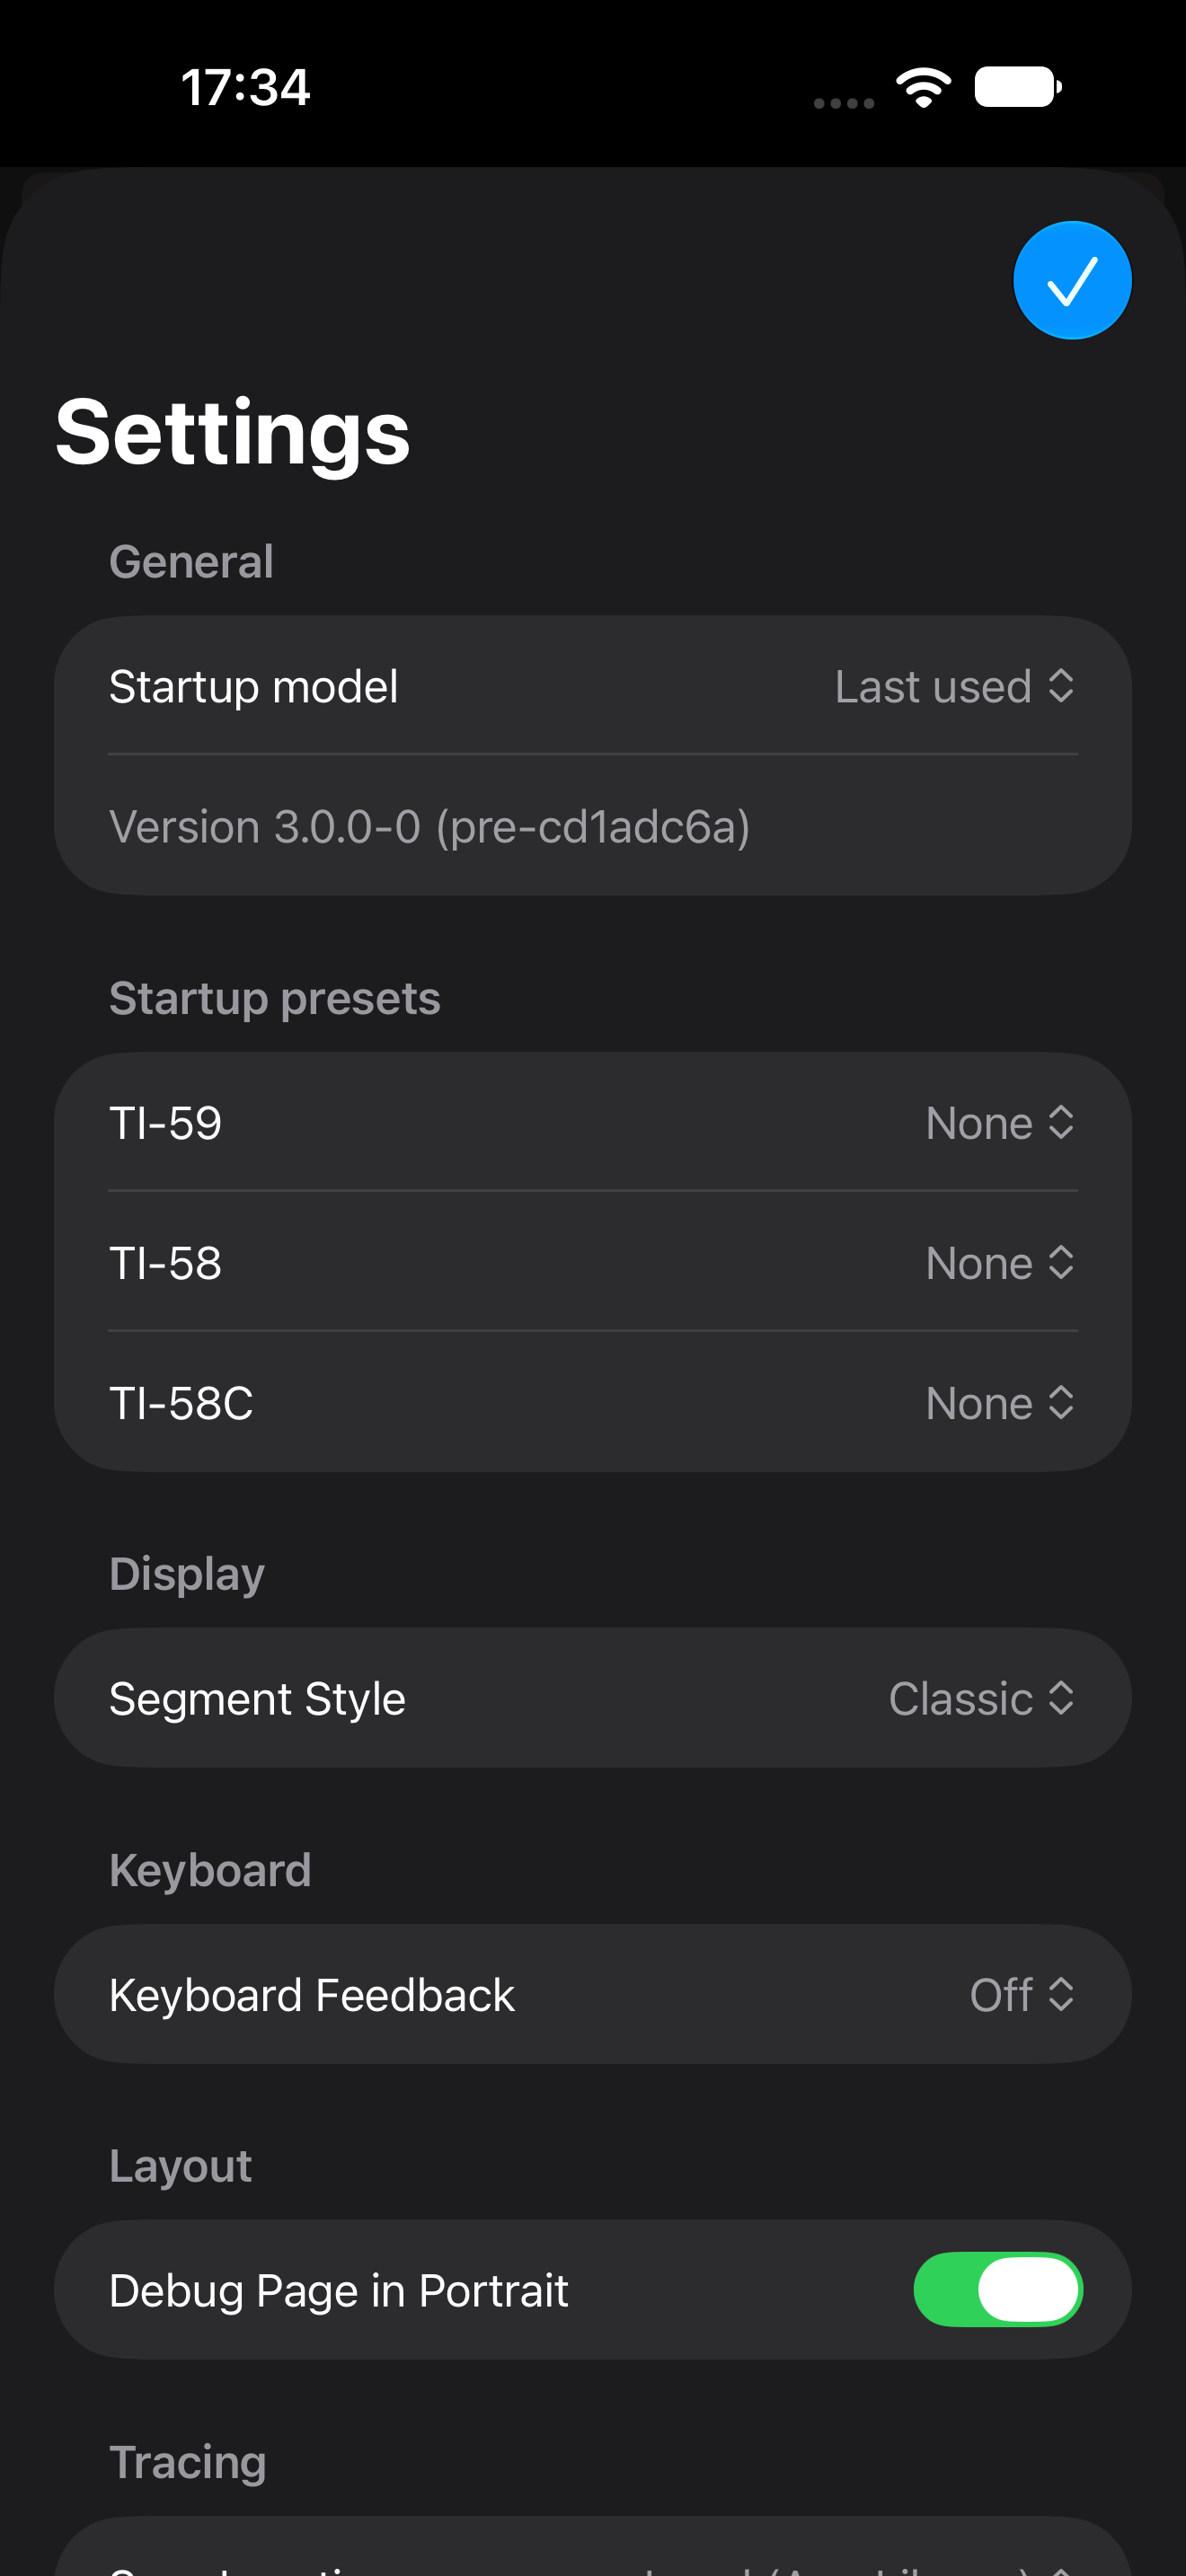 17:34
Settings
General
Startup model Last used
Version 3.0.0-0 (pre-cd1adc6a)
Startup presets
TI-59 None
TI-58 None
TI-58C None
Display
Segment Style Classic
Keyboard
Keyboard Feedback Off
Layout
Debug Page in Portrait
Tracing